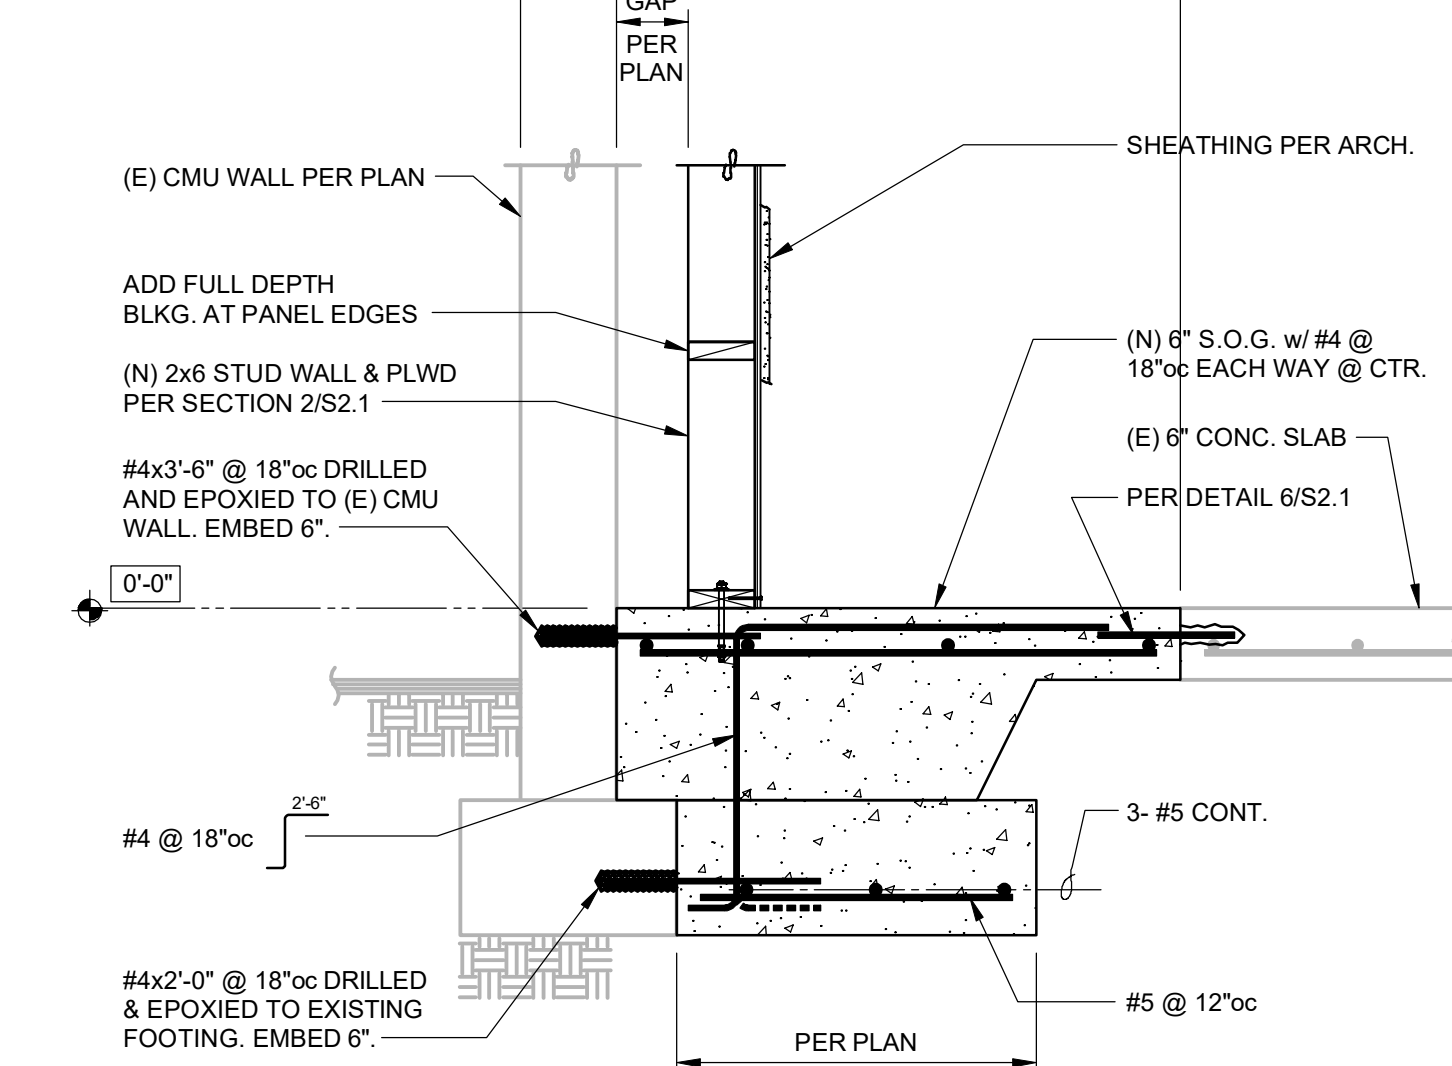 GAP
PER
PLAN
(E) CMU WALL PER PLAN
SHEATHING PER ARCH.
ADD FULL DEPTH
BLKG. AT PANEL EDGES
(N) 2x6 STUD WALL & PLWD
PER SECTION 2/S2.1
(N) 6" S.O.G. w/ #4 @
18"oc EACH WAY @ CTR.
(E) 6" CONC. SLAB
#4x3'-6" @ 18"oc DRILLED
AND EPOXIED TO (E) CMU
WALL. EMBED 6".
PER DETAIL 6/S2.1
0'-0"
2'-6"
#4 @ 18"oc
3- #5 CONT.
#4x2'-0" @ 18"oc DRILLED
& EPOXIED TO EXISTING
FOOTING. EMBED 6".
#5 @ 12"oc
PER PLAN